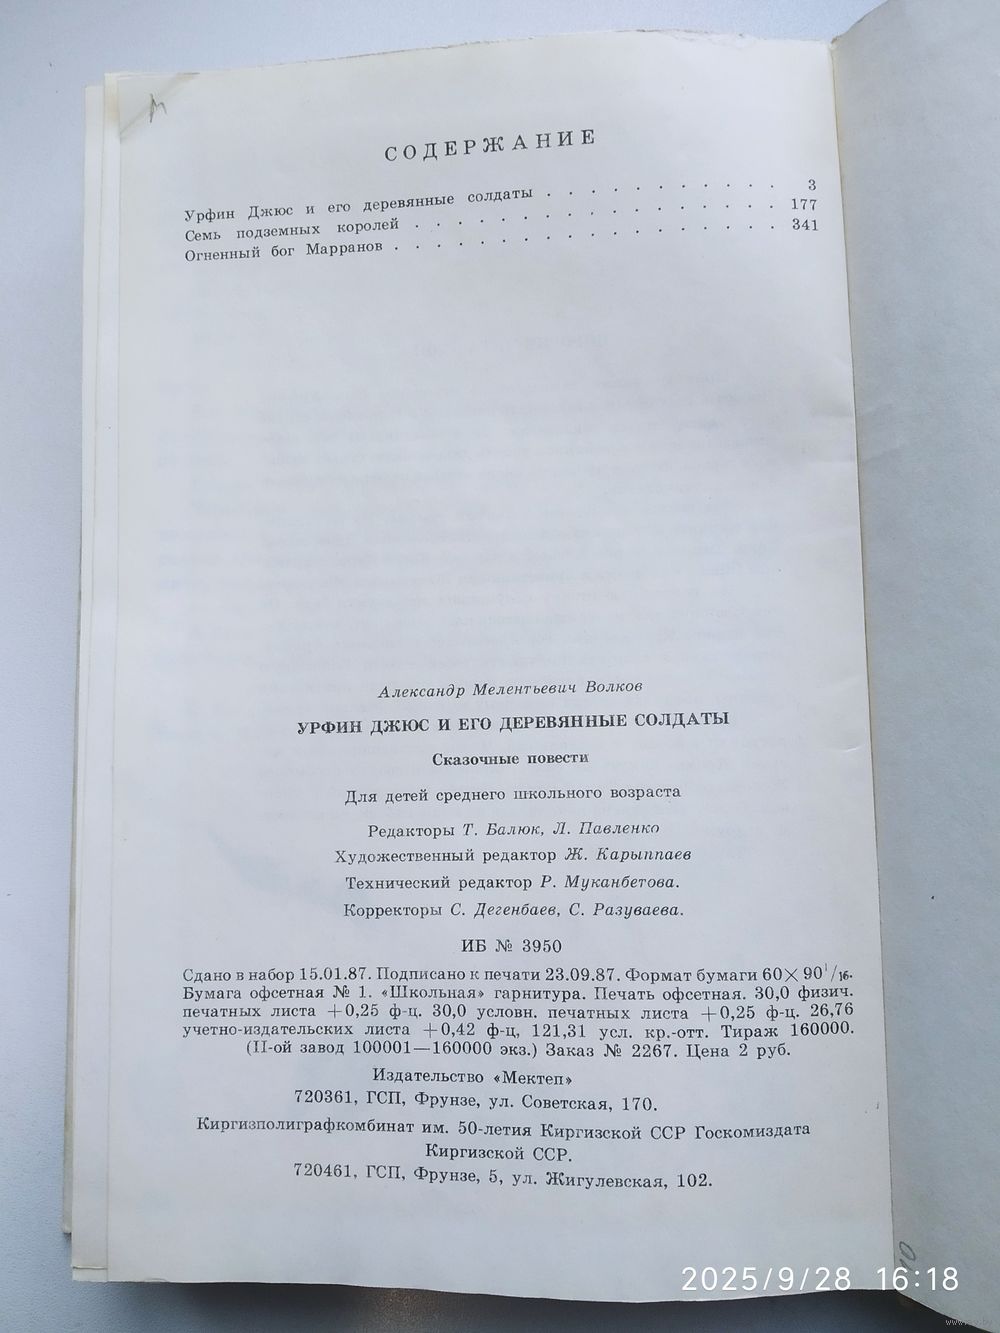 СОДЕРЖАНИЕ
Урфин Джюс и его деревянные солдаты . . . . . . . . . . . 3
Семь подземных королей . . . . . . . . . . . . . . . . 177
Огненный бог Марранов . . . . . . . . . . . . . . . . . 341
Александр Мелентьевич Волков
УРФИН ДЖЮС И ЕГО ДЕРЕВЯННЫЕ СОЛДАТЫ
Сказочные повести
Для детей среднего школьного возраста
Редакторы Т. Балюк, Л. Павленко
Художественный редактор Ж. Карыппаев
Технический редактор Р. Муканбетова.
Корректоры С. Дегенбаев, С. Разуваева.
ИБ № 3950
Сдано в набор 15.01.87. Подписано к печати 23.09.87. Формат бумаги 60×90¹/₁₆.
Бумага офсетная № 1. «Школьная» гарнитура. Печать офсетная. 30,0 физич.
печатных листа +0,25 ф-ц. 30,0 условн. печатных листа +0,25 ф-ц. 26,76
учетно-издательских листа +0,42 ф-ц, 121,31 усл. кр.-отт. Тираж 160000.
(II-ой завод 100001—160000 экз.) Заказ № 2267. Цена 2 руб.
Издательство «Мектеп»
720361, ГСП, Фрунзе, ул. Советская, 170.
Киргизполиграфкомбинат им. 50-летия Киргизской ССР Госкомиздата
Киргизской ССР.
720461, ГСП, Фрунзе, 5, ул. Жигулевская, 102.
2025/9/28 16:18